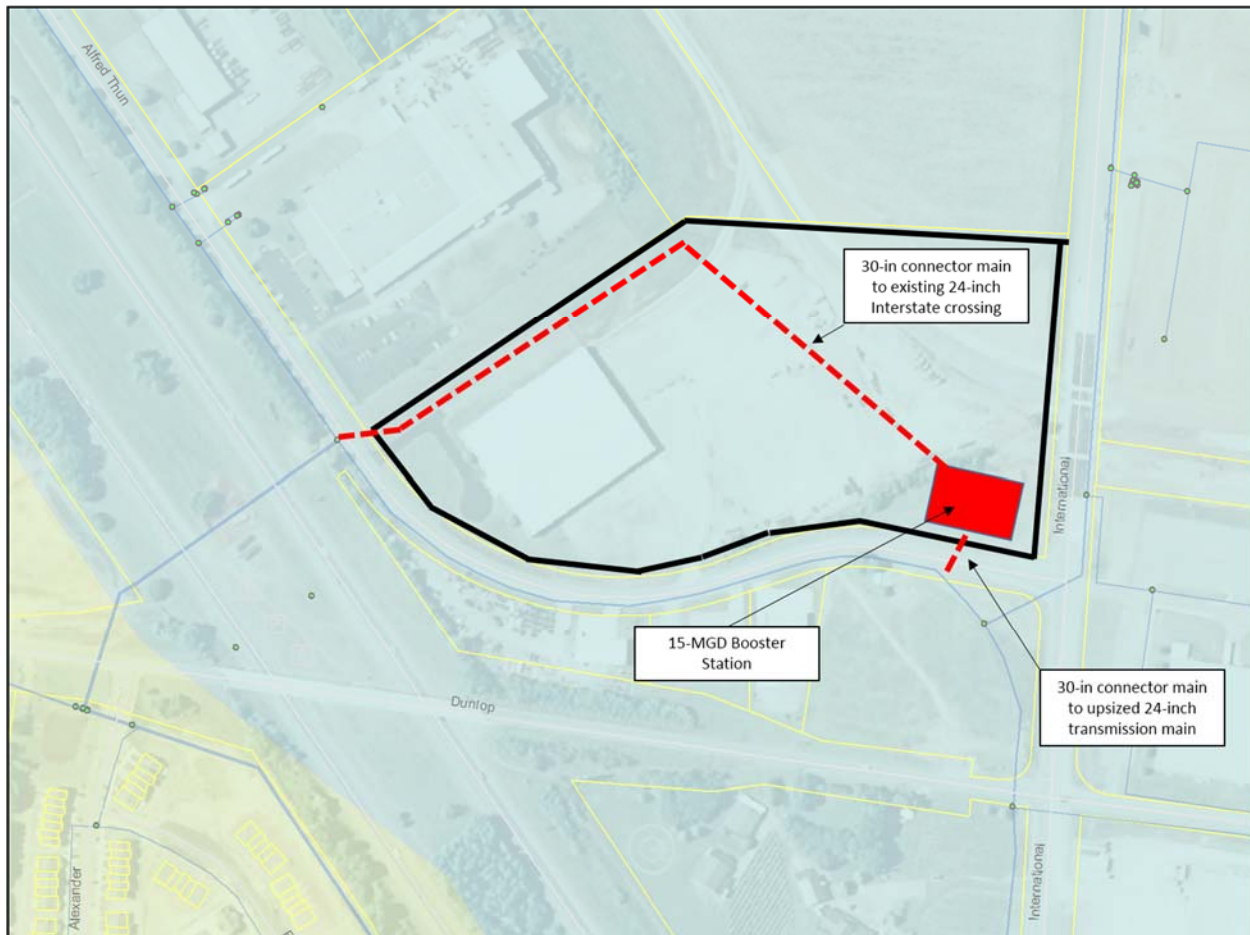 Alfred Thun
30-in connector main
to existing 24-inch
Interstate crossing
International
15-MGD Booster
Station
30-in connector main
to upsized 24-inch
transmission main
Dunlop
Alexander
International